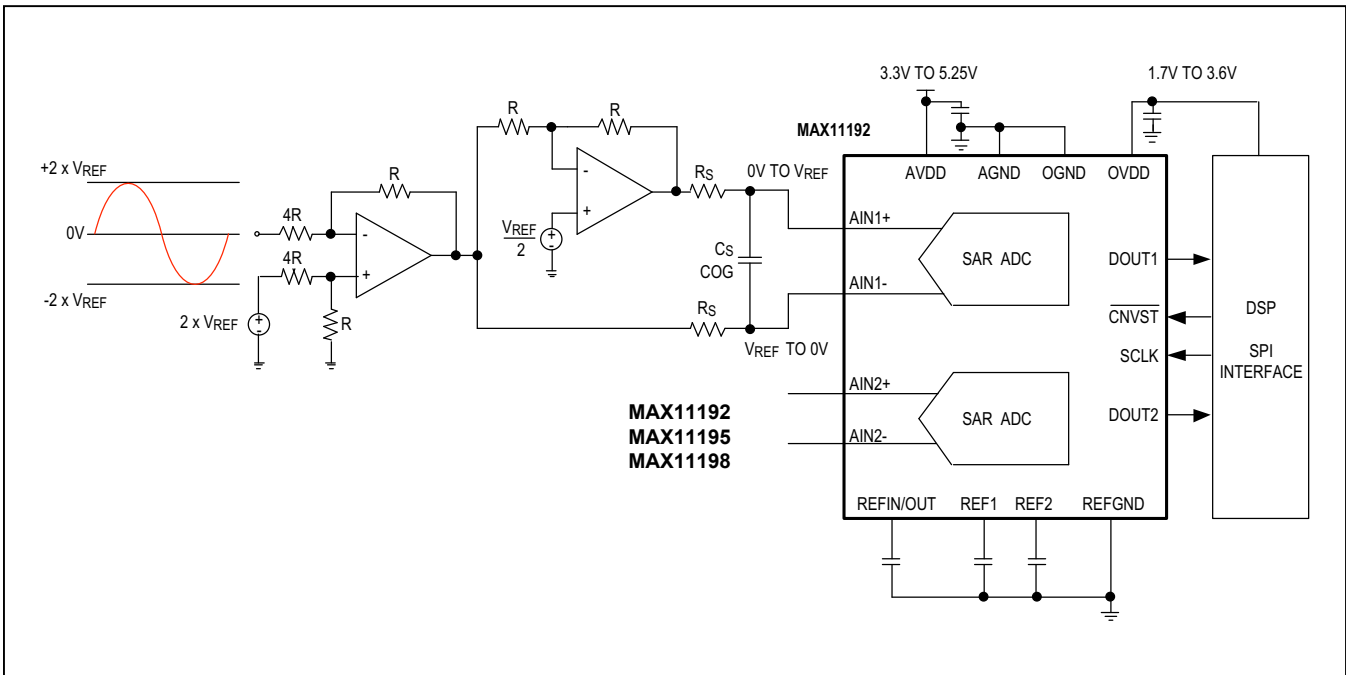 3.3V TO 5.25V
1.7V TO 3.6V
MAX11192
R
R
+2 x VREF
0V
-2 x VREF
4R
4R
R
-
+
2 x VREF
+
-
R
-
+
VREF
2
+
-
RS
0V TO VREF
CS
COG
RS
VREF TO 0V
AVDD
AGND
OGND
OVDD
AIN1+
AIN1-
SAR ADC
DOUT1
CNVST
SCLK
DOUT2
DSP
SPI
INTERFACE
AIN2+
AIN2-
SAR ADC
MAX11192
MAX11195
MAX11198
REFIN/OUT
REF1
REF2
REFGND